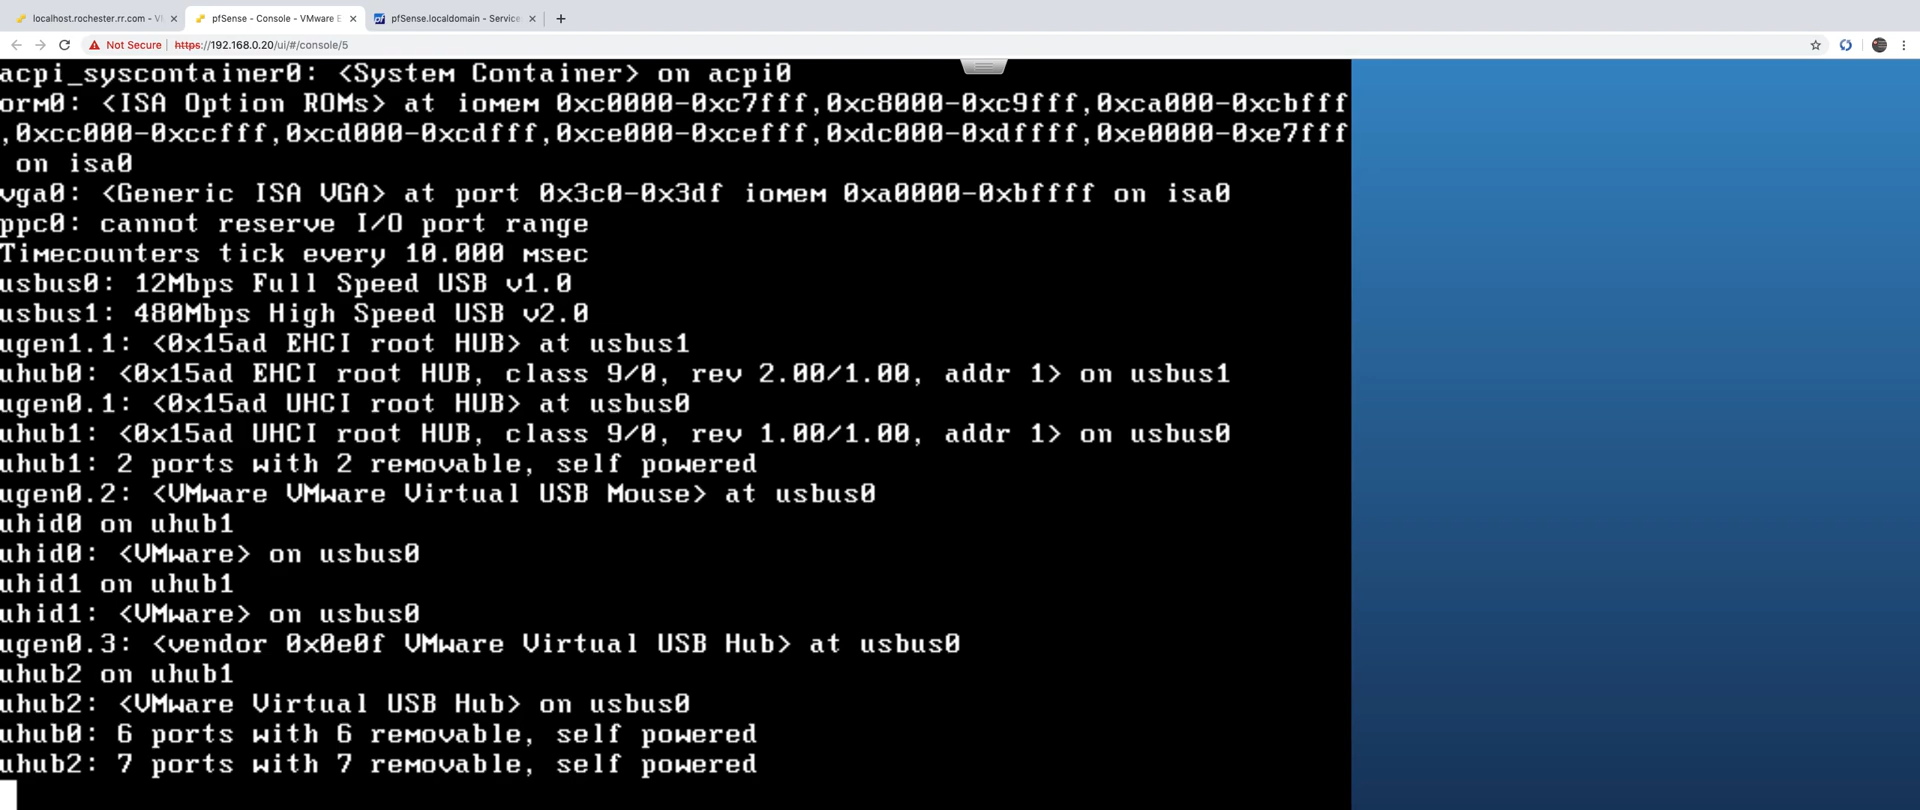 localhost.rochester.rr.com - V
pfSense - Console - VMware E
pfSense.localdomain - Service
Not Secure
https://192.168.0.20/ui/#/console/5
acpi_syscontainer0: <System Container> on acpi0
orm0: <ISA Option ROMs> at iomem 0xc0000-0xc7fff,0xc8000-0xc9fff,0xca000-0xcbfff
,0xcc000-0xccfff,0xcd000-0xcdfff,0xce000-0xcefff,0xdc000-0xdffff,0xe0000-0xe7fff
on isa0
vga0: <Generic ISA VGA> at port 0x3c0-0x3df iomem 0xa0000-0xbffff on isa0
ppc0: cannot reserve I/O port range
Timecounters tick every 10.000 msec
usbus0: 12Mbps Full Speed USB v1.0
usbus1: 480Mbps High Speed USB v2.0
ugen1.1: <0x15ad EHCI root HUB> at usbus1
uhub0: <0x15ad EHCI root HUB, class 9/0, rev 2.00/1.00, addr 1> on usbus1
ugen0.1: <0x15ad UHCI root HUB> at usbus0
uhub1: <0x15ad UHCI root HUB, class 9/0, rev 1.00/1.00, addr 1> on usbus0
uhub1: 2 ports with 2 removable, self powered
ugen0.2: <VMware VMware Virtual USB Mouse> at usbus0
uhid0 on uhub1
uhid0: <VMware> on usbus0
uhid1 on uhub1
uhid1: <VMware> on usbus0
ugen0.3: <vendor 0x0e0f VMware Virtual USB Hub> at usbus0
uhub2 on uhub1
uhub2: <VMware Virtual USB Hub> on usbus0
uhub0: 6 ports with 6 removable, self powered
uhub2: 7 ports with 7 removable, self powered